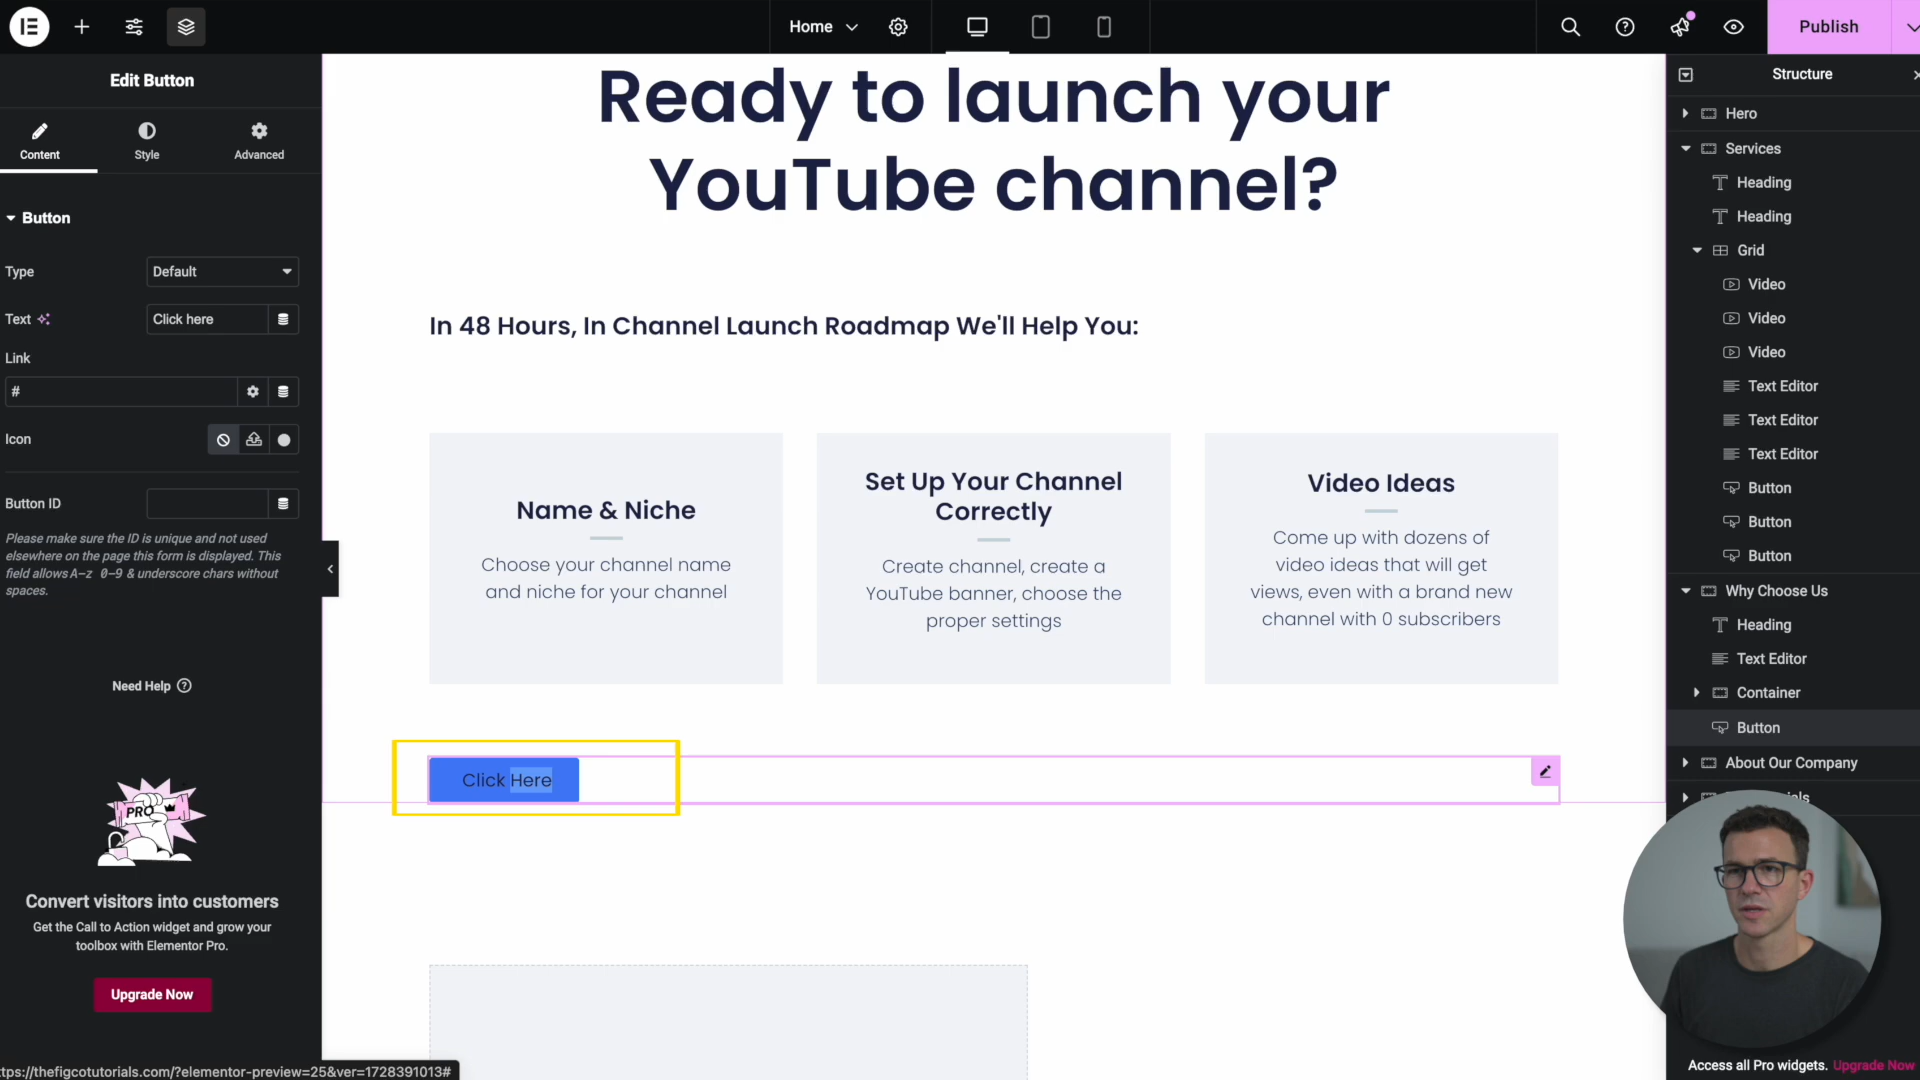 Home
Publish
Edit Button
Content
Style
Advanced
Button
Type
Default
Text
Click here
Link
#
Icon
Button ID
Please make sure the ID is unique and not used
elsewhere on the page this form is displayed. This
field allows A-z 0-9 & underscore chars without
spaces.
Need Help
PRO
Convert visitors into customers
Get the Call to Action widget and grow your
toolbox with Elementor Pro.
Upgrade Now
ttps://thefigcotutorials.com/?elementor-preview=25&ver=1728391013#
Ready to launch your
YouTube channel?
In 48 Hours, In Channel Launch Roadmap We'll Help You:
Name & Niche
Choose your channel name
and niche for your channel
Set Up Your Channel
Correctly
Create channel, create a
YouTube banner, choose the
proper settings
Video Ideas
Come up with dozens of
video ideas that will get
views, even with a brand new
channel with 0 subscribers
Click Here
Structure
Hero
Services
Heading
Heading
Grid
Video
Video
Video
Text Editor
Text Editor
Text Editor
Button
Button
Button
Why Choose Us
Heading
Text Editor
Container
Button
About Our Company
Access all Pro widgets. Upgrade Now